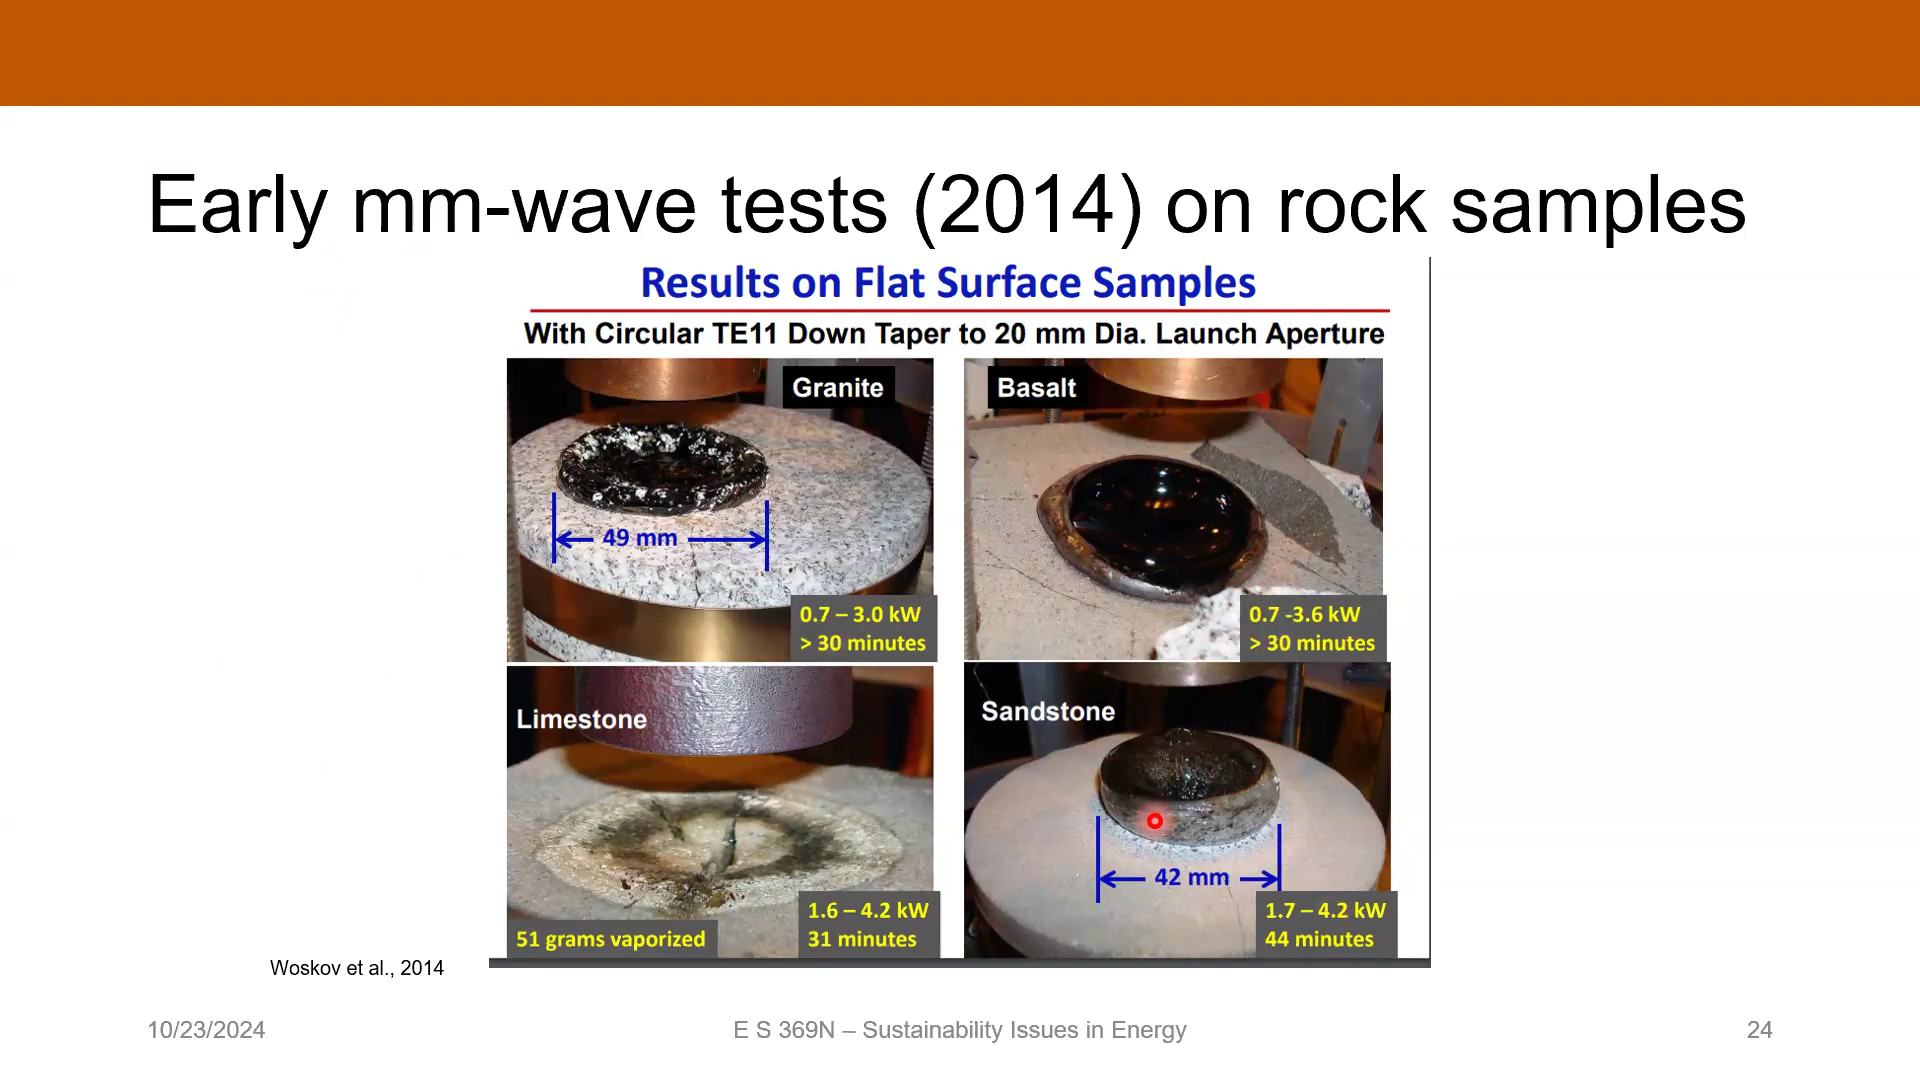 Early mm-wave tests (2014) on rock samples
Results on Flat Surface Samples
With Circular TE11 Down Taper to 20 mm Dia. Launch Aperture
Granite
49 mm
0.7 – 3.0 kW
> 30 minutes
Basalt
0.7 -3.6 kW
> 30 minutes
Limestone
51 grams vaporized
1.6 – 4.2 kW
31 minutes
Sandstone
42 mm
1.7 – 4.2 kW
44 minutes
Woskov et al., 2014
10/23/2024
E S 369N – Sustainability Issues in Energy
24